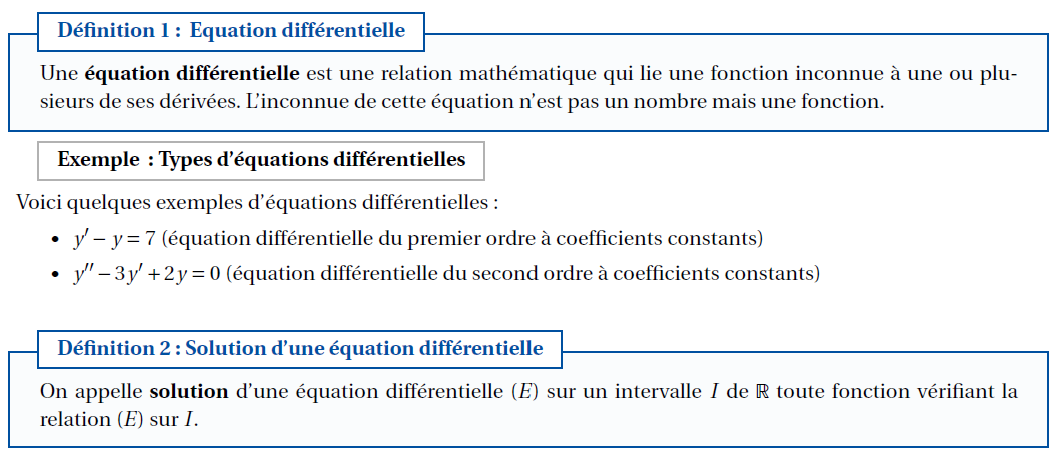 Définition 1 : Equation différentielle
Une équation différentielle est une relation mathématique qui lie une fonction inconnue à une ou plu-
sieurs de ses dérivées. L'inconnue de cette équation n'est pas un nombre mais une fonction.
Exemple : Types d'équations différentielles
Voici quelques exemples d'équations différentielles :
• y′ − y = 7 (équation différentielle du premier ordre à coefficients constants)
• y′′ − 3y′ + 2y = 0 (équation différentielle du second ordre à coefficients constants)
Définition 2 : Solution d'une équation différentielle
On appelle solution d'une équation différentielle (E) sur un intervalle I de ℝ toute fonction vérifiant la
relation (E) sur I.